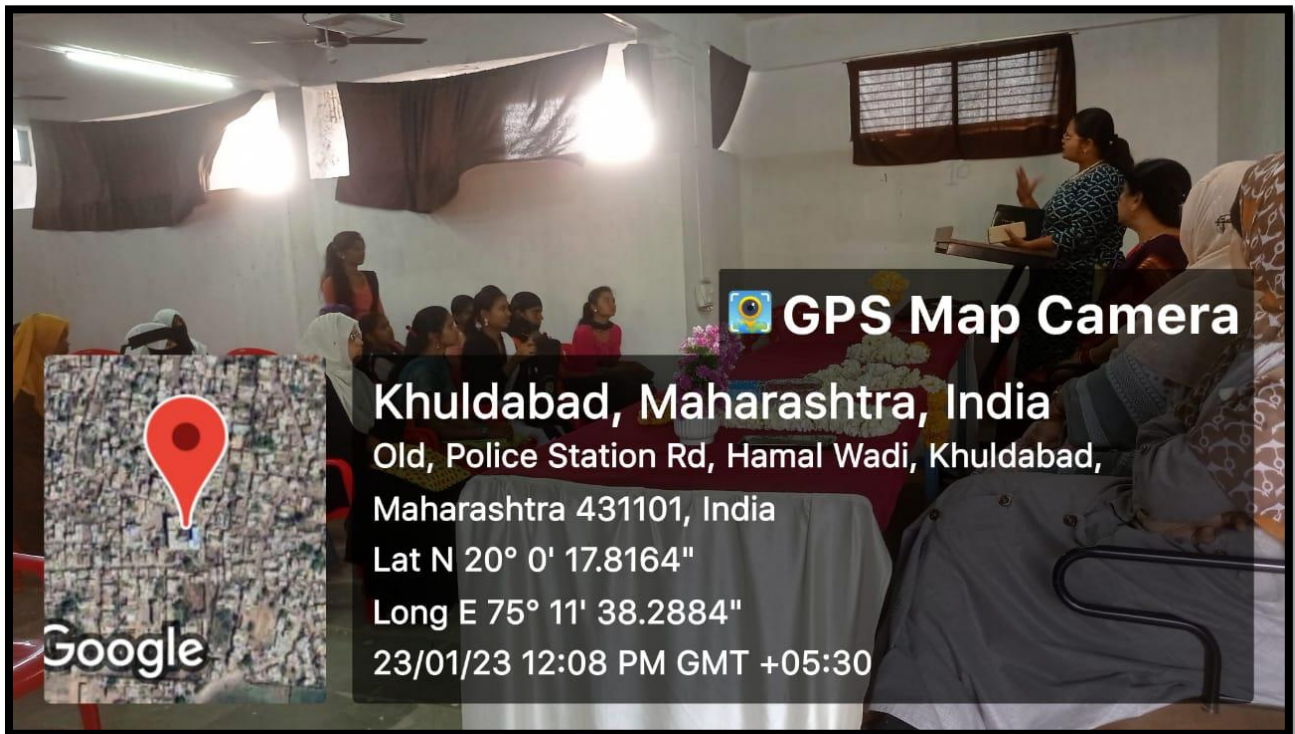 GPS Map Camera
Khuldabad, Maharashtra, India
Old, Police Station Rd, Hamal Wadi, Khuldabad,
Maharashtra 431101, India
Lat N 20° 0' 17.8164"
Long E 75° 11' 38.2884"
23/01/23 12:08 PM GMT +05:30
Google